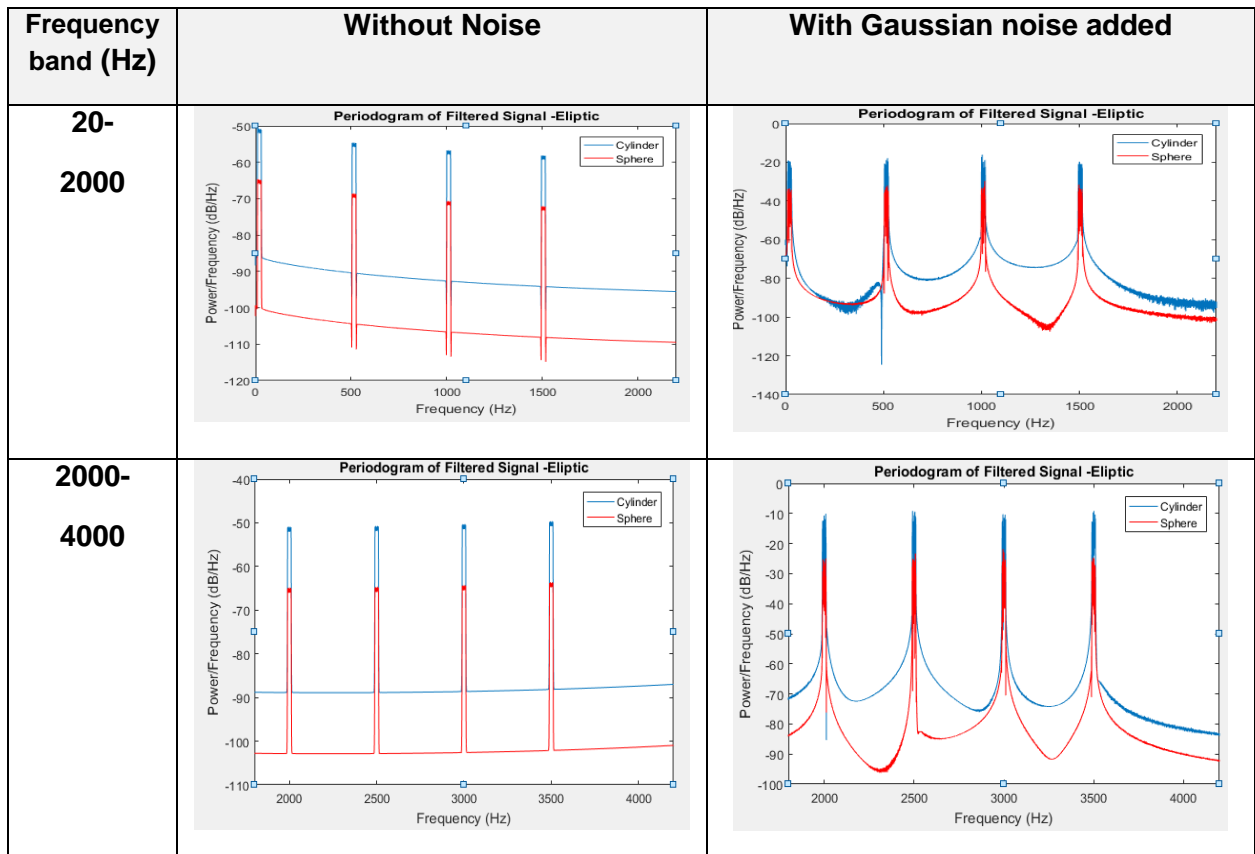 Frequency
band (Hz)
Without Noise
With Gaussian noise added
20-
2000
Periodogram of Filtered Signal -Eliptic
Cylinder
Sphere
Power/Frequency (dB/Hz)
-50
-60
-70
-80
-90
-100
-110
-120
0 500 1000 1500 2000
Frequency (Hz)
Periodogram of Filtered Signal -Eliptic
Cylinder
Sphere
Power/Frequency (dB/Hz)
0
-20
-40
-60
-80
-100
-120
-140
0 500 1000 1500 2000
Frequency (Hz)
2000-
4000
Periodogram of Filtered Signal -Eliptic
Cylinder
Sphere
Power/Frequency (dB/Hz)
-40
-50
-60
-70
-80
-90
-100
-110
2000 2500 3000 3500 4000
Frequency (Hz)
Periodogram of Filtered Signal -Eliptic
Cylinder
Sphere
Power/Frequency (dB/Hz)
0
-10
-20
-30
-40
-50
-60
-70
-80
-90
-100
2000 2500 3000 3500 4000
Frequency (Hz)